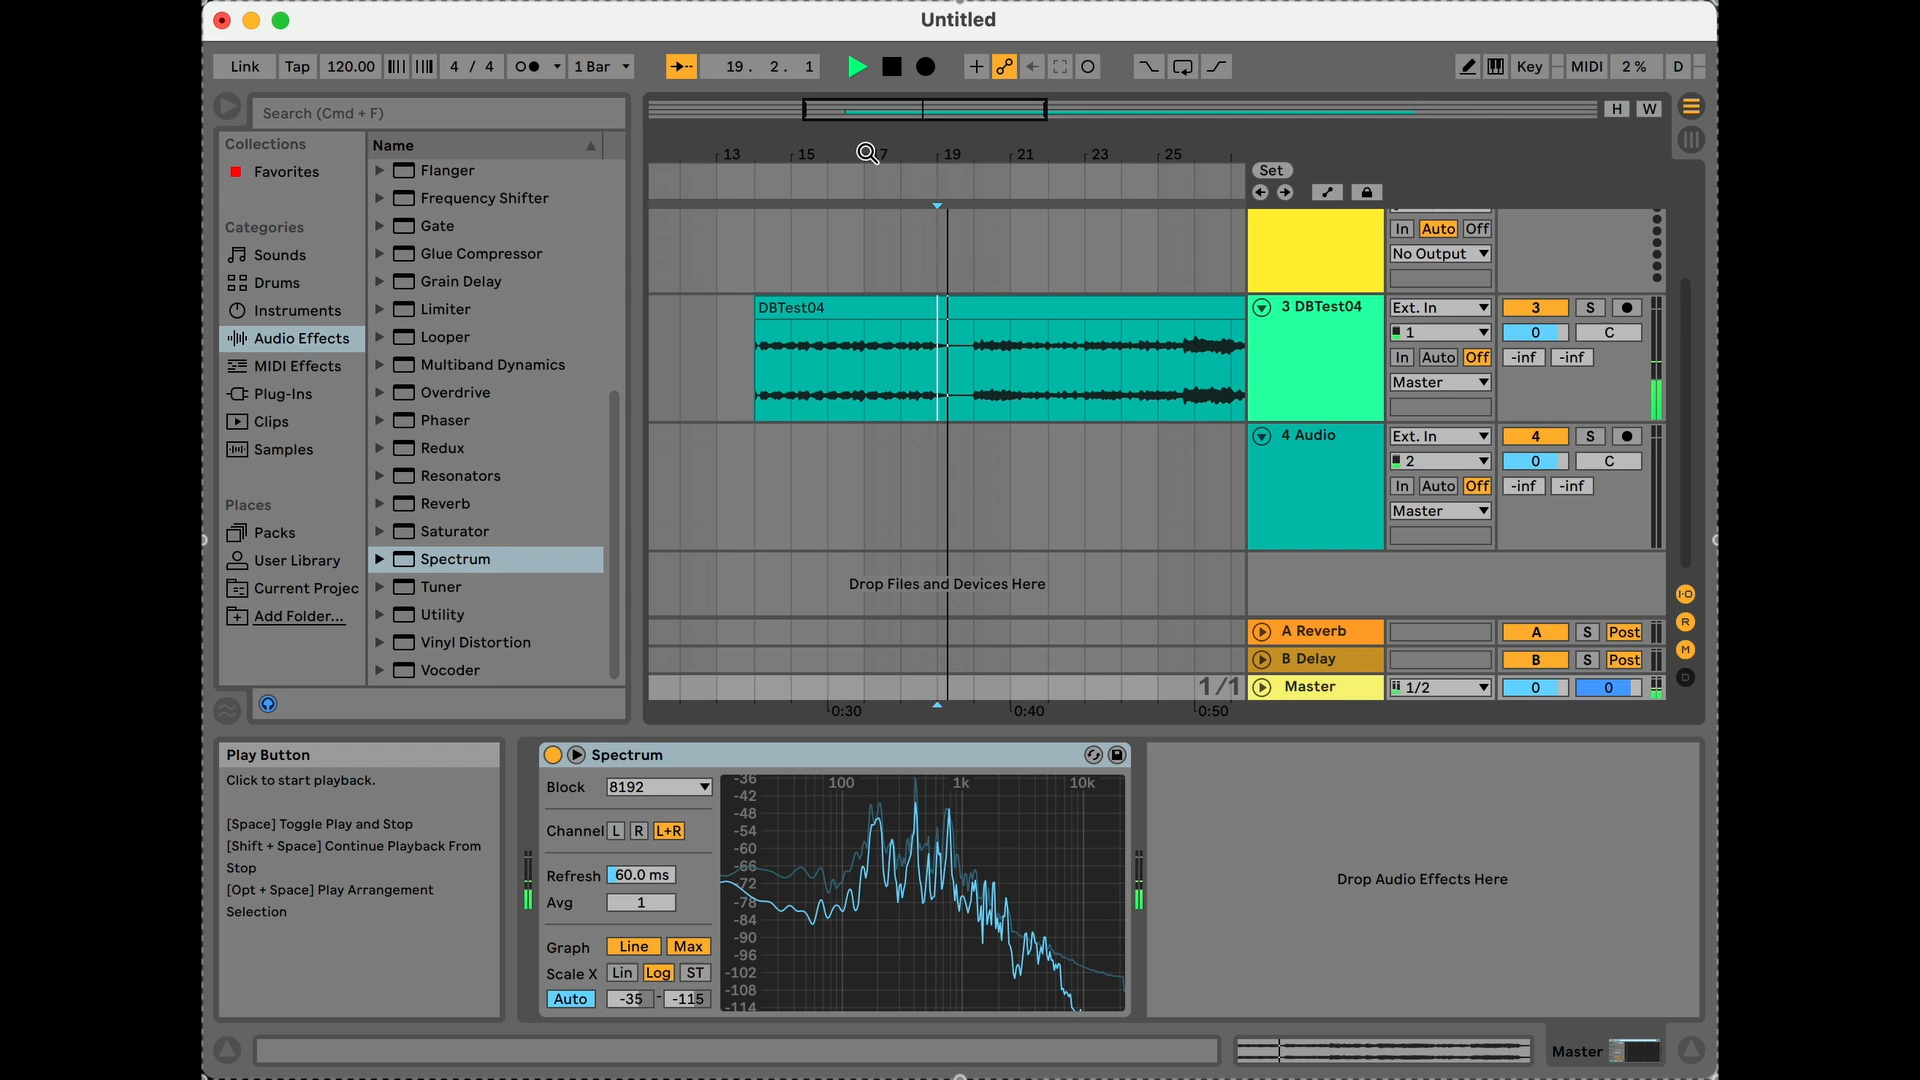 Untitled
Link Tap 120.00 4 / 4 1 Bar 19. 2. 1 Key MIDI 2 % D
Search (Cmd + F)
H W
Collections
Favorites
Categories
Sounds
Drums
Instruments
Audio Effects
MIDI Effects
Plug-Ins
Clips
Samples
Places
Packs
User Library
Current Projec
Add Folder...
Name
Flanger
Frequency Shifter
Gate
Glue Compressor
Grain Delay
Limiter
Looper
Multiband Dynamics
Overdrive
Phaser
Redux
Resonators
Reverb
Saturator
Spectrum
Tuner
Utility
Vinyl Distortion
Vocoder
13 15 7 19 21 23 25
Set
In Auto Off
No Output
DBTest04
3 DBTest04 Ext. In 3 S
1 0 C
In Auto Off -inf -inf
Master
4 Audio Ext. In 4 S
2 0 C
In Auto Off -inf -inf
Master
Drop Files and Devices Here
A Reverb A S Post
B Delay B S Post
1/1 Master 1/2 0 0
0:30 0:40 0:50
I·O
R
M
D
Play Button
Click to start playback.
[Space] Toggle Play and Stop
[Shift + Space] Continue Playback From
Stop
[Opt + Space] Play Arrangement
Selection
Spectrum
Block 8192
Channel L R L+R
Refresh 60.0 ms
Avg 1
Graph Line Max
Scale X Lin Log ST
Auto -35 - -115
100 1k 10k
-36
-42
-48
-54
-60
-66
-72
-78
-84
-90
-96
-102
-108
-114
Drop Audio Effects Here
Master